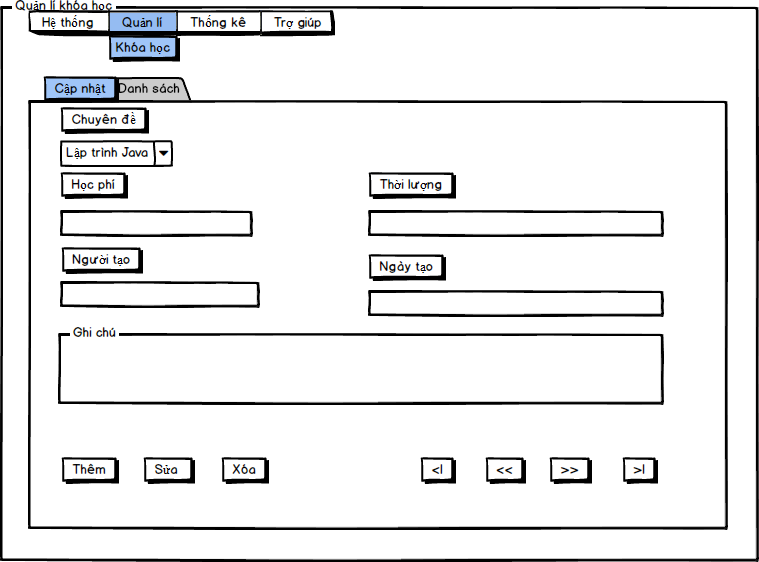 Quản lí khóa học
Hệ thống Quản lí Thống kê Trợ giúp
Khóa học
Cập nhật Danh sách
Chuyên đề
Lập trình Java
Học phí Thời lượng
Người tạo Ngày tạo
Ghi chú
Thêm Sửa Xóa <| << >> >|